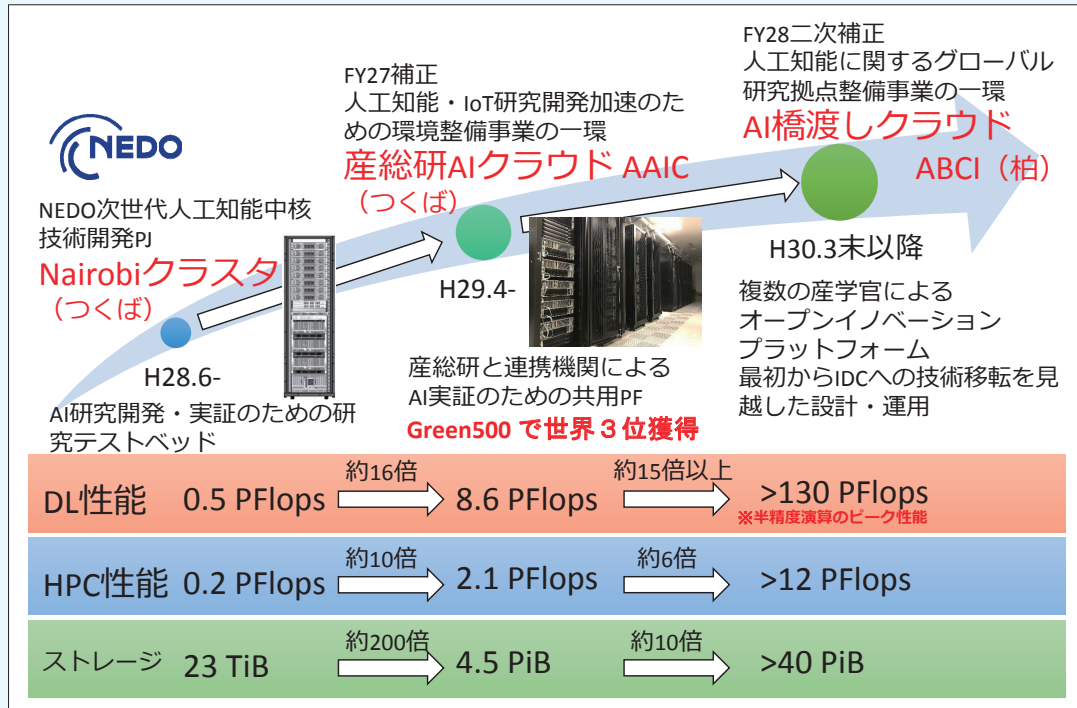 NEDO
NEDO次世代人工知能中核
技術開発PJ
Nairobiクラスタ
（つくば）
H28.6-
AI研究開発・実証のための研
究テストベッド
FY27補正
人工知能・IoT研究開発加速のた
めの環境整備事業の一環
産総研AIクラウド AAIC
（つくば）
H29.4-
産総研と連携機関による
AI実証のための共用PF
Green500 で世界３位獲得
FY28二次補正
人工知能に関するグローバル
研究拠点整備事業の一環
AI橋渡しクラウド
ABCI（柏）
H30.3末以降
複数の産学官による
オープンイノベーション
プラットフォーム
最初からIDCへの技術移転を見
越した設計・運用
DL性能 0.5 PFlops 約16倍 8.6 PFlops 約15倍以上 >130 PFlops
※半精度演算のピーク性能
HPC性能 0.2 PFlops 約10倍 2.1 PFlops 約6倍 >12 PFlops
ストレージ 23 TiB 約200倍 4.5 PiB 約10倍 >40 PiB